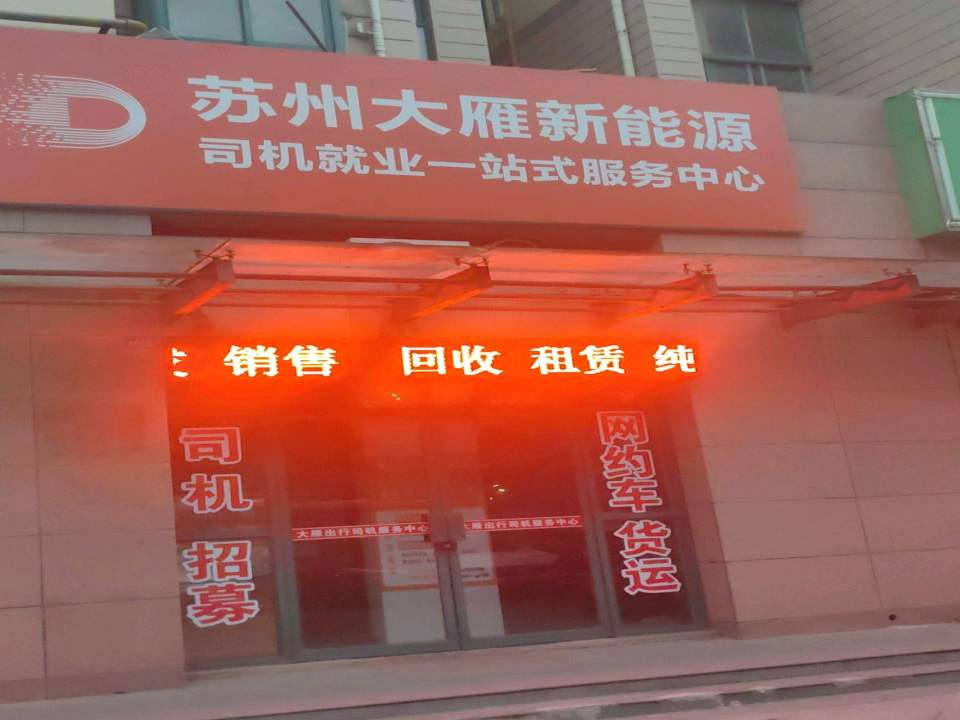 苏州大雁新能源
司机就业一站式服务中心
销售 回收 租赁 纯
司机 招募
网约车 货运
大雁出行司机服务中心
大雁出行司机服务中心